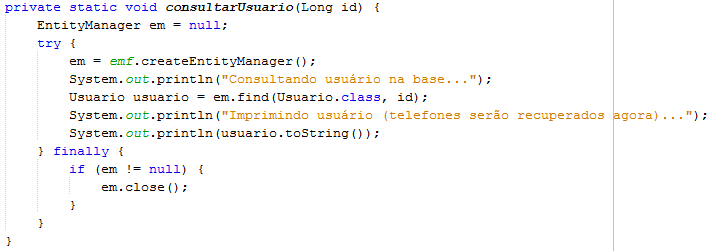 private static void consultarUsuario(Long id) {
    EntityManager em = null;
    try {
        em = emf.createEntityManager();
        System.out.println("Consultando usuário na base...");
        Usuario usuario = em.find(Usuario.class, id);
        System.out.println("Imprimindo usuário (telefones serão recuperados agora)...");
        System.out.println(usuario.toString());
    } finally {
        if (em != null) {
            em.close();
        }
    }
}